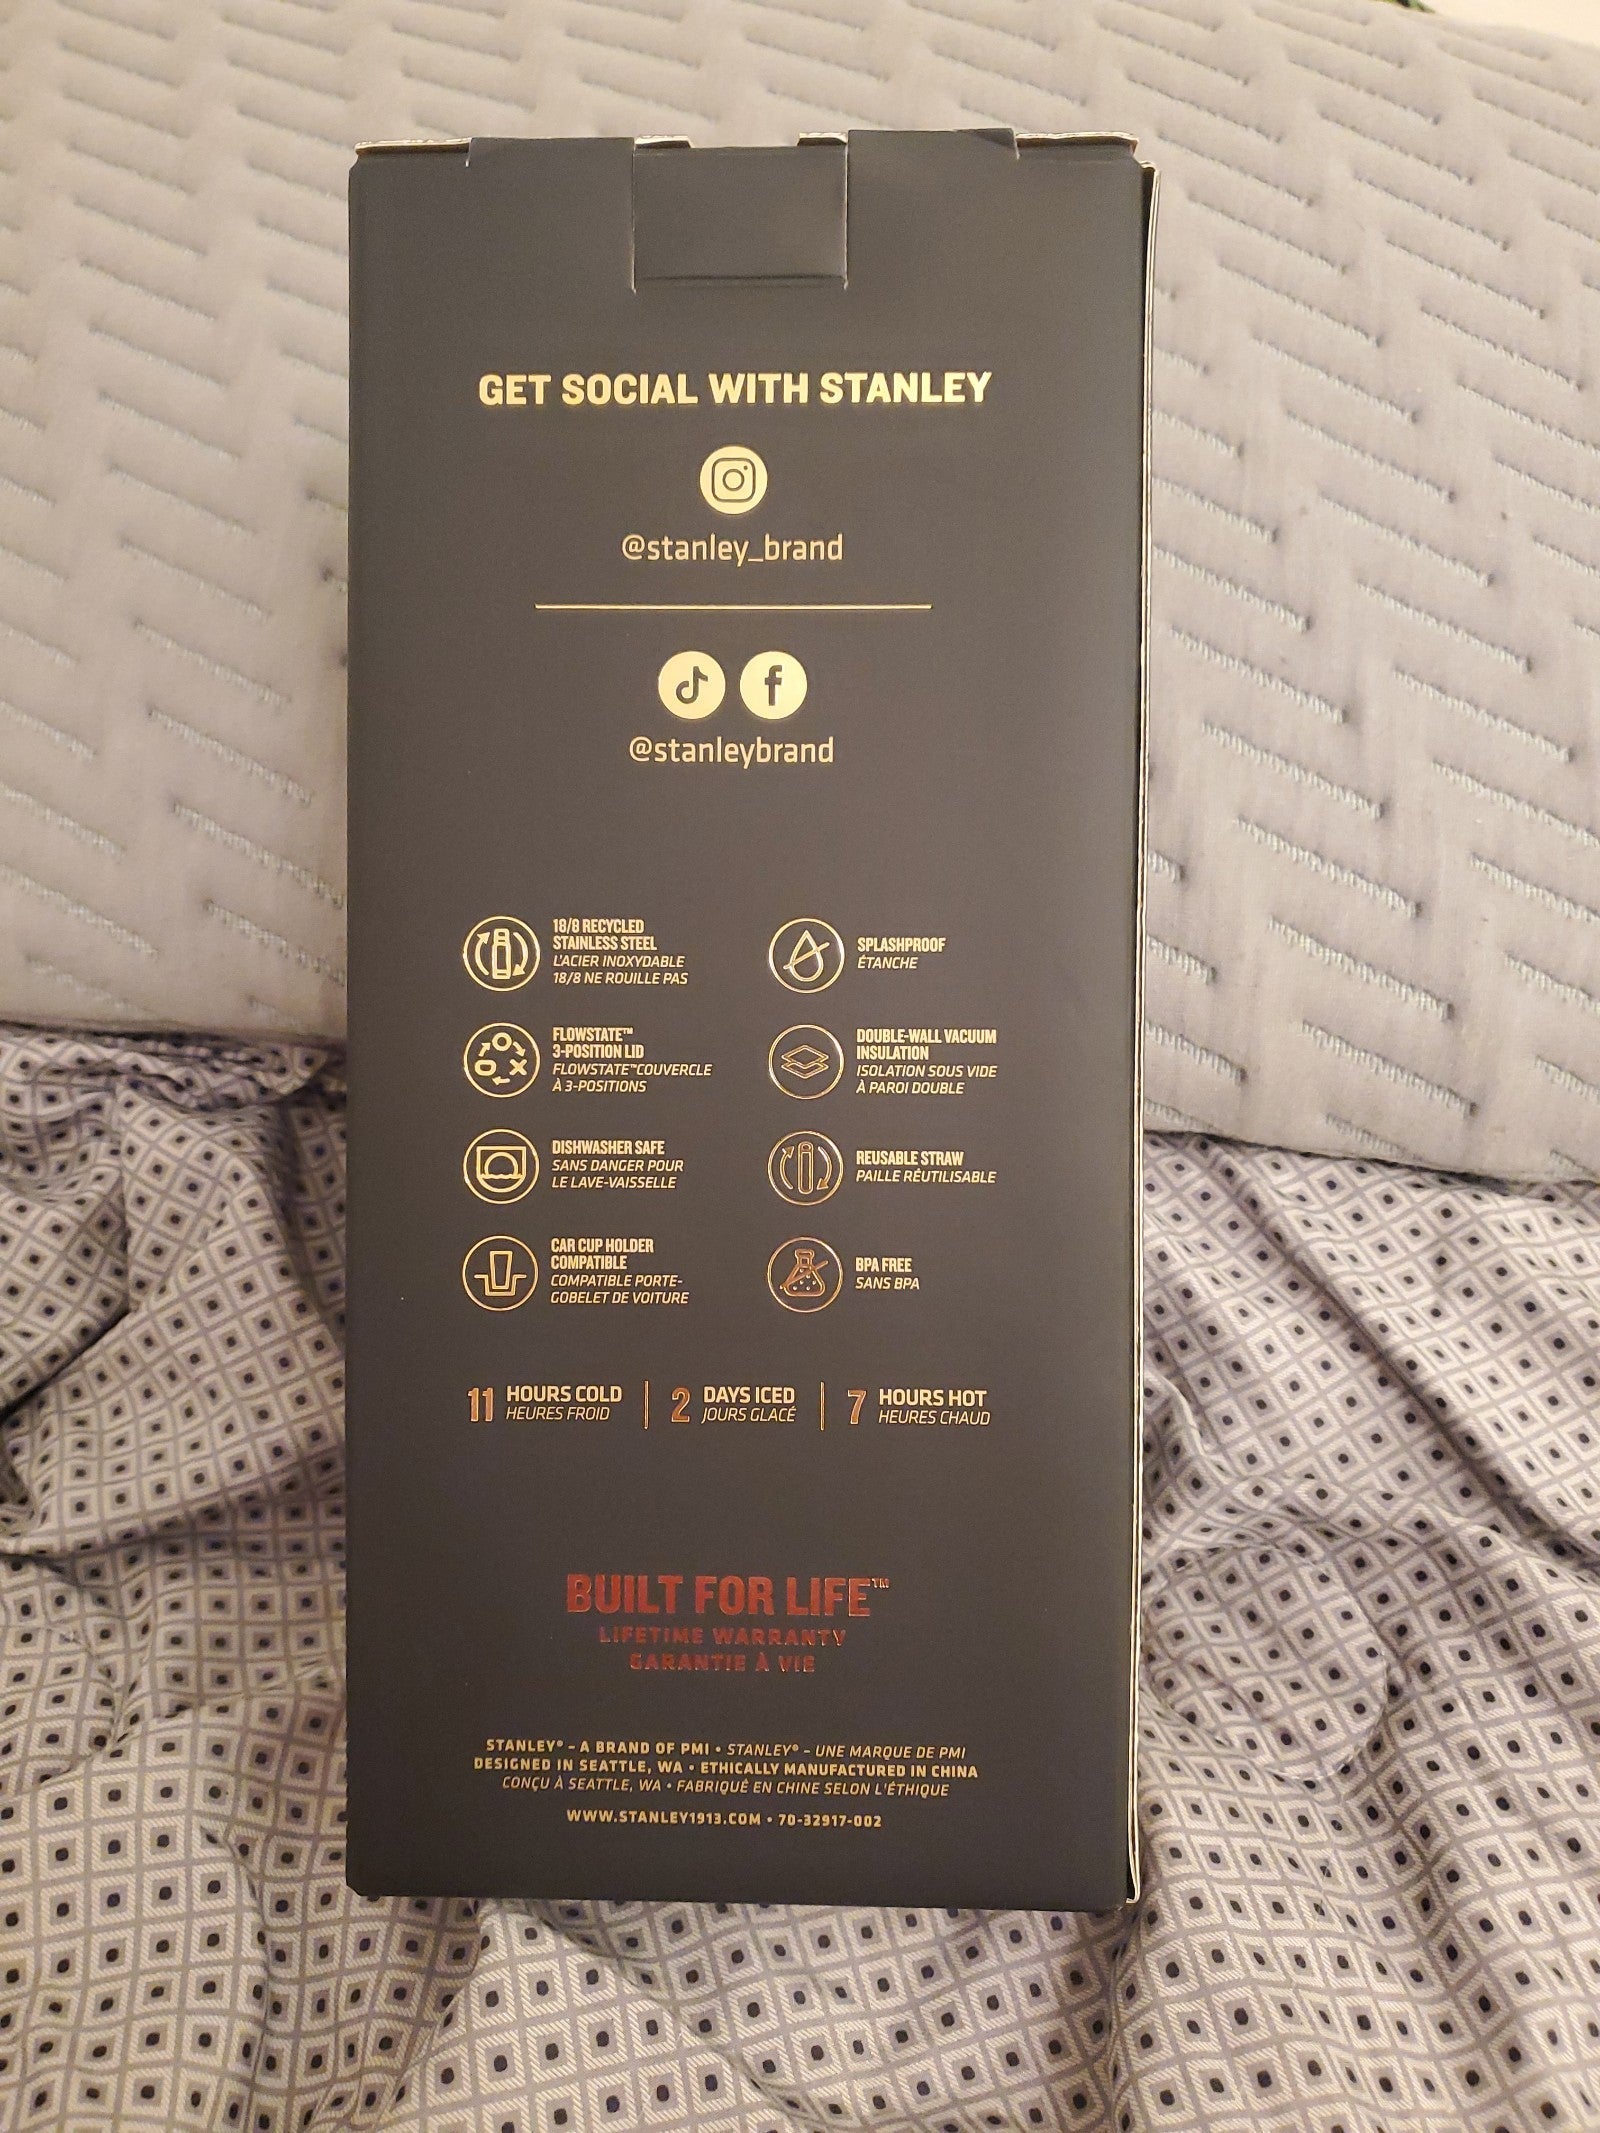 GET SOCIAL WITH STANLEY
@stanley_brand
@stanleybrand
18/8 RECYCLED
STAINLESS STEEL
L'ACIER INOXYDABLE
18/8 NE ROUILLE PAS
SPLASHPROOF
ÉTANCHE
FLOWSTATE™
3-POSITION LID
FLOWSTATE™COUVERCLE
À 3-POSITIONS
DOUBLE-WALL VACUUM
INSULATION
ISOLATION SOUS VIDE
À PAROI DOUBLE
DISHWASHER SAFE
SANS DANGER POUR
LE LAVE-VAISSELLE
REUSABLE STRAW
PAILLE RÉUTILISABLE
CAR CUP HOLDER
COMPATIBLE
COMPATIBLE PORTE-
GOBELET DE VOITURE
BPA FREE
SANS BPA
11 HOURS COLD
HEURES FROID
2 DAYS ICED
JOURS GLACÉ
7 HOURS HOT
HEURES CHAUD
BUILT FOR LIFE™
LIFETIME WARRANTY
GARANTIE À VIE
STANLEY® – A BRAND OF PMI • STANLEY® – UNE MARQUE DE PMI
DESIGNED IN SEATTLE, WA • ETHICALLY MANUFACTURED IN CHINA
CONÇU À SEATTLE, WA • FABRIQUÉ EN CHINE SELON L'ÉTHIQUE
WWW.STANLEY1913.COM • 70-32917-002